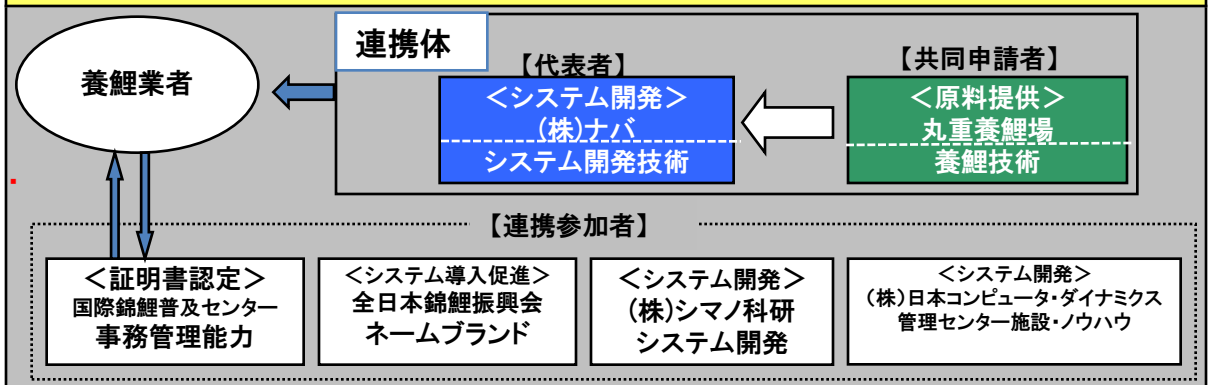 養鯉業者
連携体
【代表者】
<システム開発>
(株)ナバ
システム開発技術
【共同申請者】
<原料提供>
丸重養鯉場
養鯉技術
【連携参加者】
<証明書認定>
国際錦鯉普及センター
事務管理能力
<システム導入促進>
全日本錦鯉振興会
ネームブランド
<システム開発>
(株)シマノ科研
システム開発
<システム開発>
(株)日本コンピュータ・ダイナミクス
管理センター施設・ノウハウ